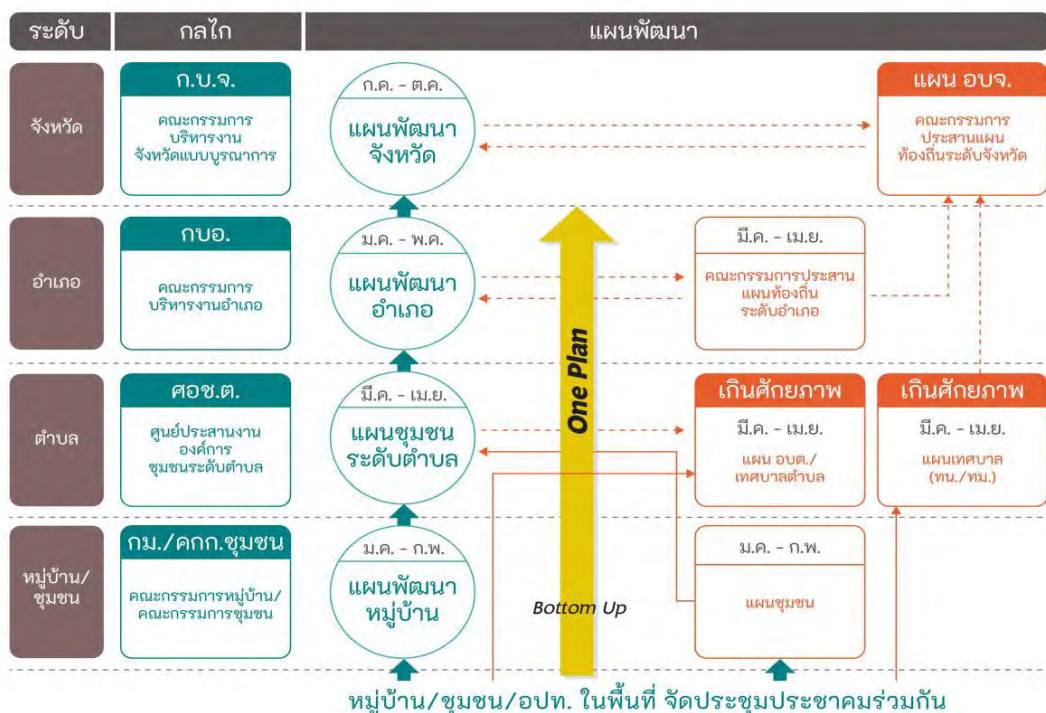 ระดับ
กลไก
แผนพัฒนา
จังหวัด
ก.บ.จ.
คณะกรรมการ
บริหารงาน
จังหวัดแบบบูรณาการ
ก.ค. - ต.ค.
แผนพัฒนา
จังหวัด
แผน อบจ.
คณะกรรมการ
ประสานแผน
ท้องถิ่นระดับจังหวัด
อำเภอ
กบอ.
คณะกรรมการ
บริหารงานอำเภอ
ม.ค. - พ.ค.
แผนพัฒนา
อำเภอ
มี.ค. - เม.ย.
คณะกรรมการประสาน
แผนท้องถิ่น
ระดับอำเภอ
One Plan
ตำบล
ศอช.ต.
ศูนย์ประสานงาน
องค์การ
ชุมชนระดับตำบล
มี.ค. - เม.ย.
แผนชุมชน
ระดับตำบล
เกินศักยภาพ
มี.ค. - เม.ย.
แผน อบต./
เทศบาลตำบล
เกินศักยภาพ
มี.ค. - เม.ย.
แผนเทศบาล
(ทน./ทม.)
หมู่บ้าน/
ชุมชน
กม./คกก.ชุมชน
คณะกรรมการหมู่บ้าน/
คณะกรรมการชุมชน
ม.ค. - ก.พ.
แผนพัฒนา
หมู่บ้าน
Bottom Up
ม.ค. - ก.พ.
แผนชุมชน
หมู่บ้าน/ชุมชน/อปท. ในพื้นที่ จัดประชุมประชาคมร่วมกัน